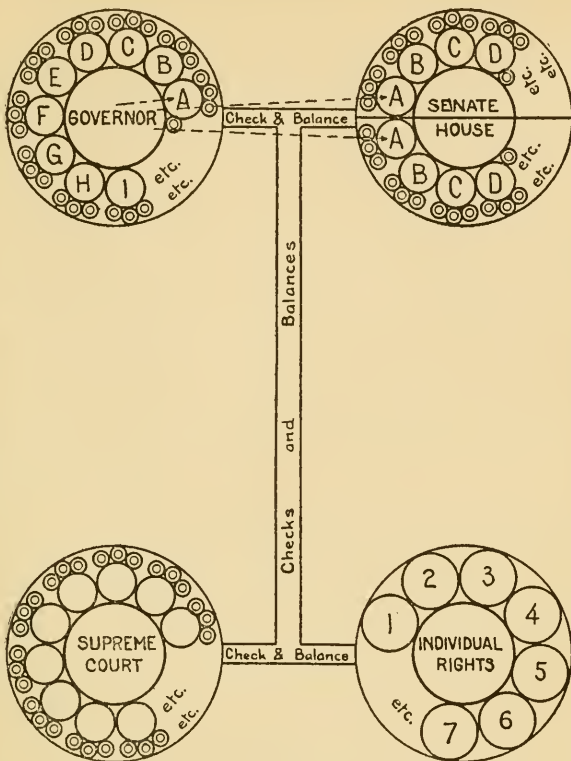 D C B
E A
F GOVERNOR
G
H I etc.
etc.
Check & Balance
B C D etc.
etc.
A SENATE
A HOUSE
B C D etc.
etc.
Checks and Balances
SUPREME
COURT
etc.
etc.
Check & Balance
2 3
1 4
INDIVIDUAL
RIGHTS
5
etc. 7 6